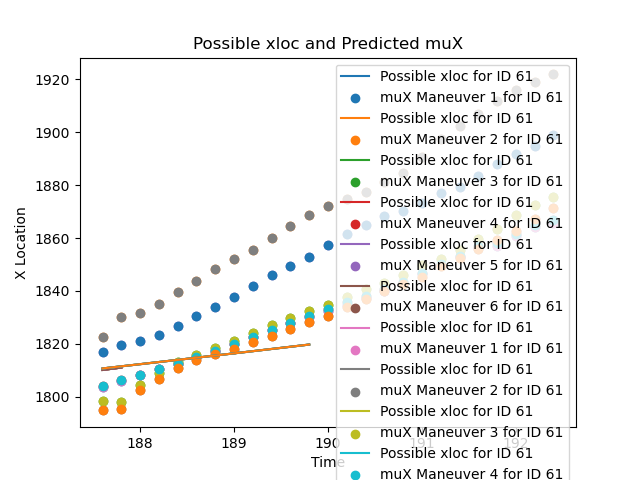 Possible xloc and Predicted muX
X Location
1920
1900
1880
1860
1840
1820
1800
188
189
190
191
192
Time
Possible xloc for ID 61
muX Maneuver 1 for ID 61
Possible xloc for ID 61
muX Maneuver 2 for ID 61
Possible xloc for ID 61
muX Maneuver 3 for ID 61
Possible xloc for ID 61
muX Maneuver 4 for ID 61
Possible xloc for ID 61
muX Maneuver 5 for ID 61
Possible xloc for ID 61
muX Maneuver 6 for ID 61
Possible xloc for ID 61
muX Maneuver 1 for ID 61
Possible xloc for ID 61
muX Maneuver 2 for ID 61
Possible xloc for ID 61
muX Maneuver 3 for ID 61
Possible xloc for ID 61
muX Maneuver 4 for ID 61